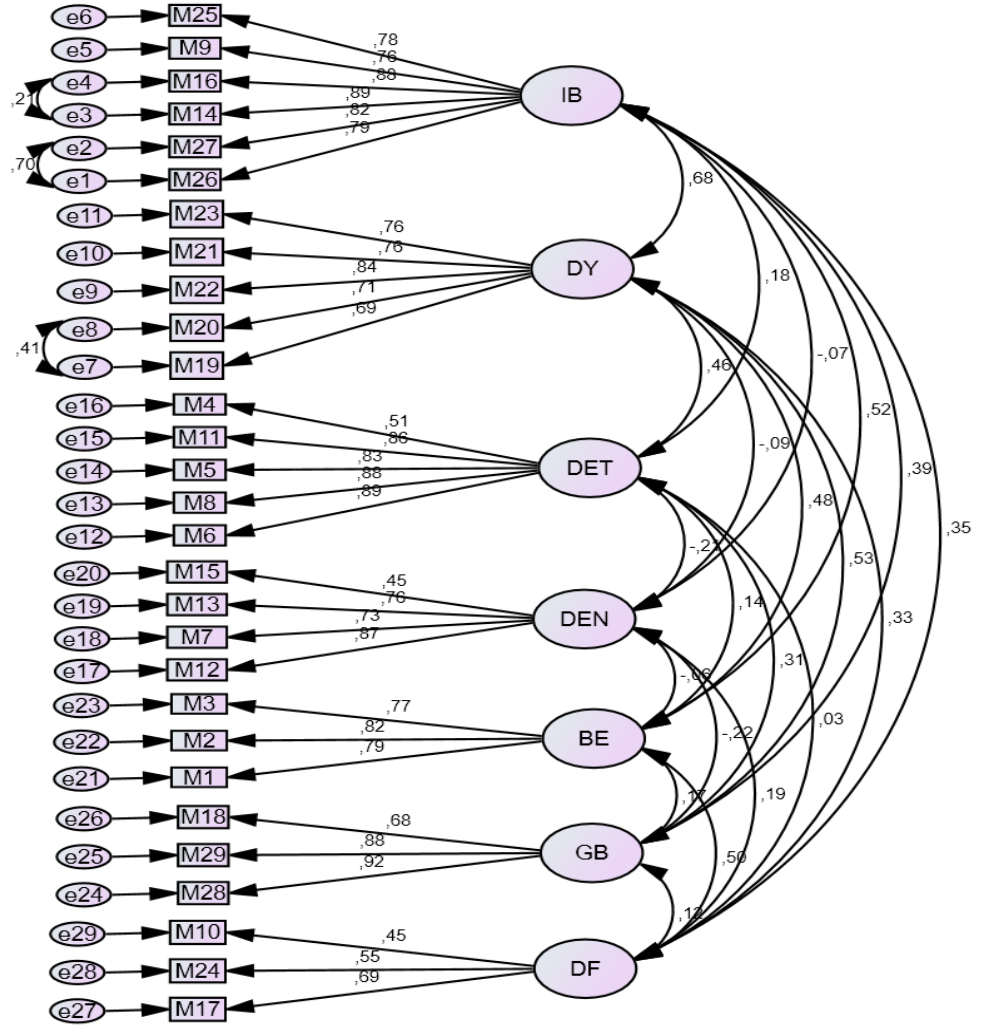 e6 M25
,78
e5 M9
,76
e4 M16
,88
IB
,21
e3 M14
,89
,82
e2 M27
,79
,70
e1 M26
,68
e11 M23
,76
e10 M21
,76
DY
,84
,18
e9 M22
,71
,69
e8 M20
,41
-,07
e7 M19
,46
e16 M4
,51
,52
e15 M11
,86
-,09
,83
e14 M5
DET
,39
,88
,89
e13 M8
,48
e12 M6
,35
-,21
,53
e20 M15
,45
,76
e19 M13
,14
,73
DEN
,33
e18 M7
,87
,31
e17 M12
-,06
e23 M3
,77
,03
,82
-,22
e22 M2
BE
,79
e21 M1
,17
,19
e26 M18
,68
,88
e25 M29
GB
,50
,92
e24 M28
,12
e29 M10
,45
,55
e28 M24
DF
,69
e27 M17